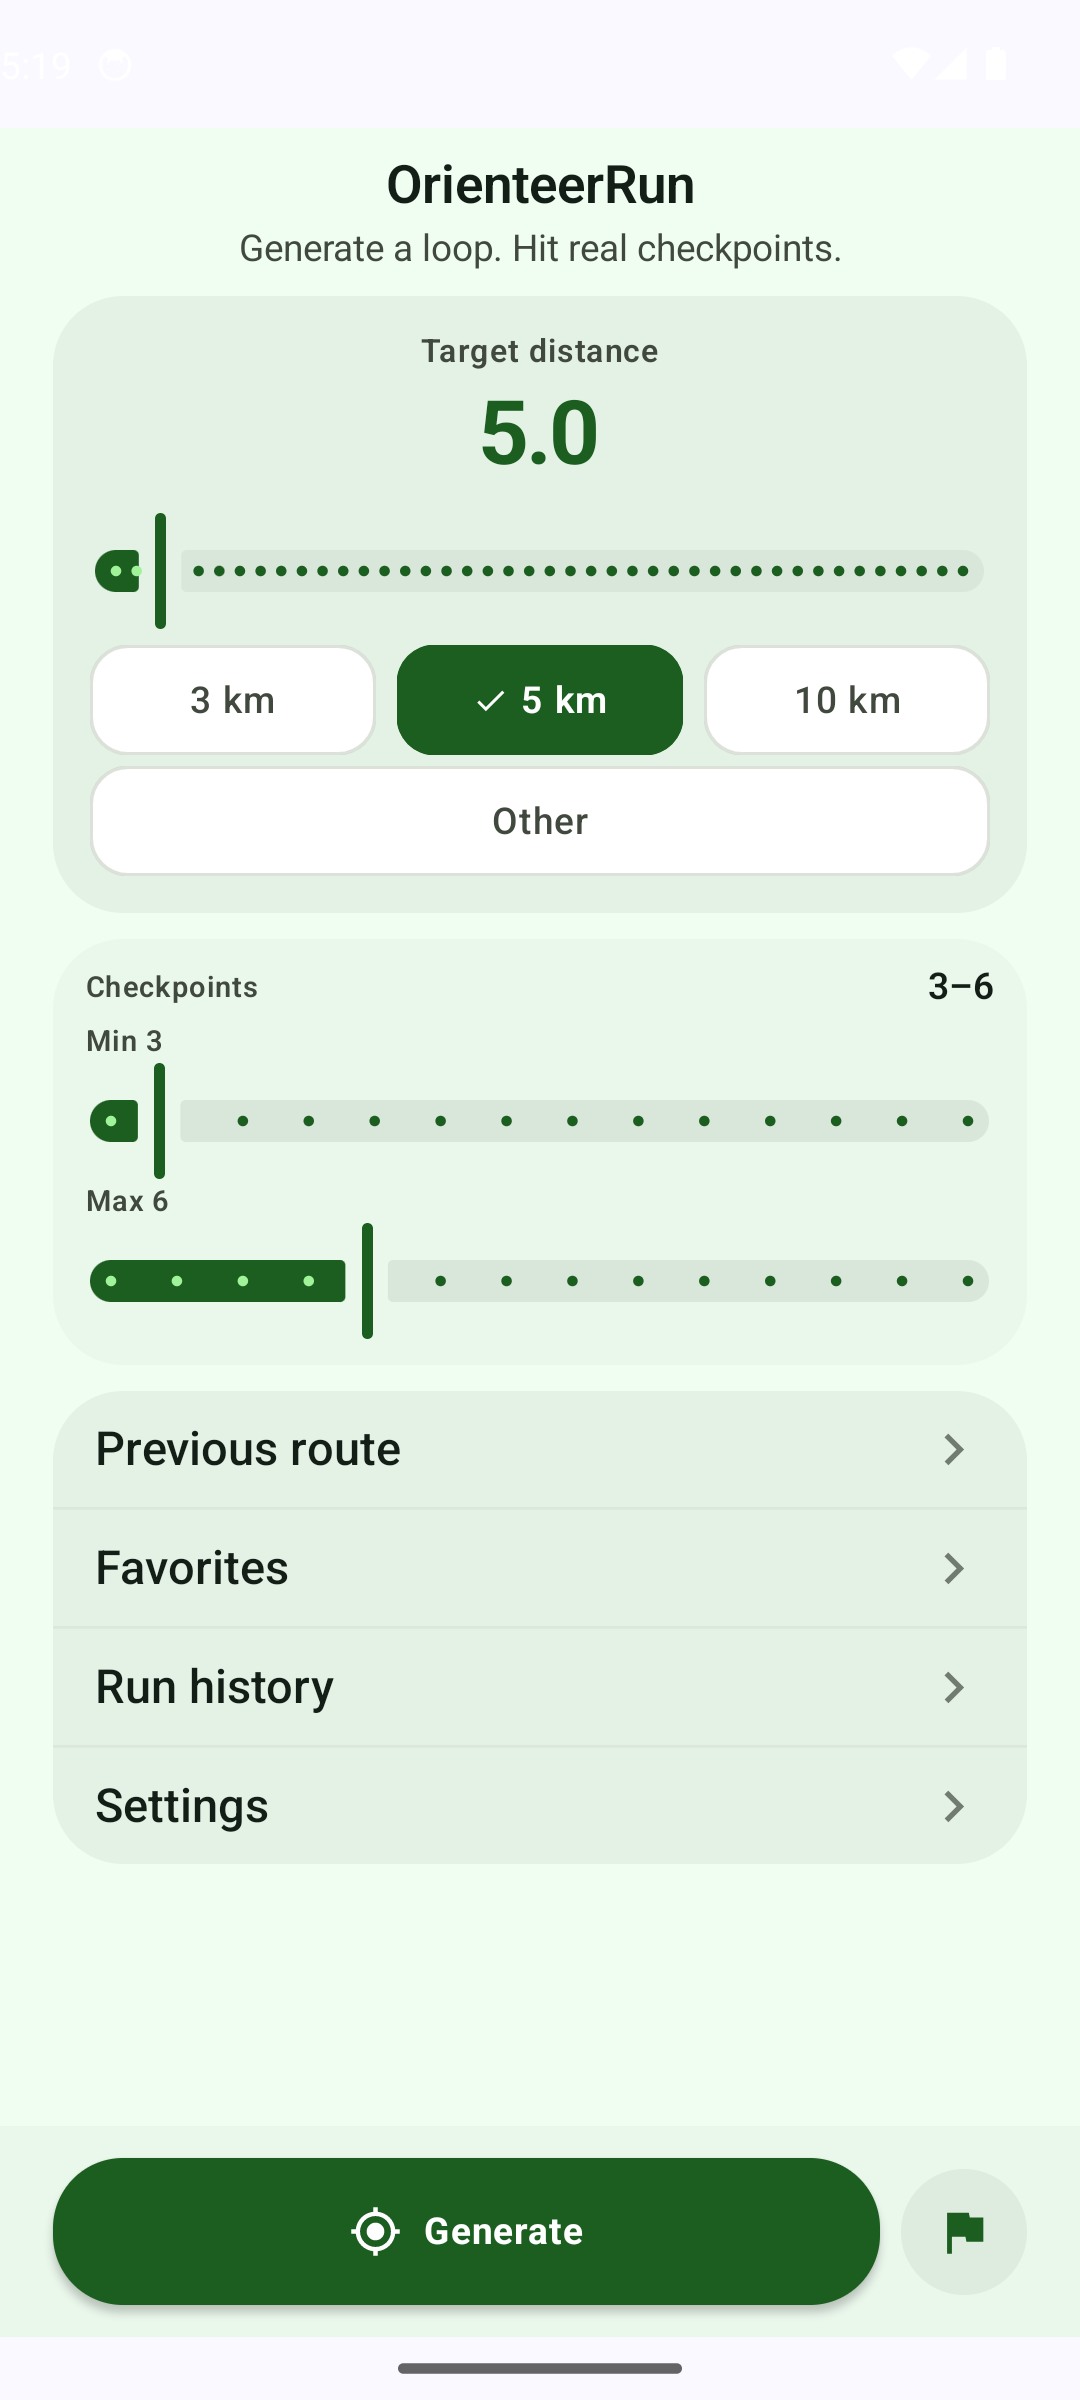 5:19
OrienteerRun
Generate a loop. Hit real checkpoints.
Target distance
5.0
3 km
5 km
10 km
Other
Checkpoints
3–6
Min 3
Max 6
Previous route
Favorites
Run history
Settings
Generate